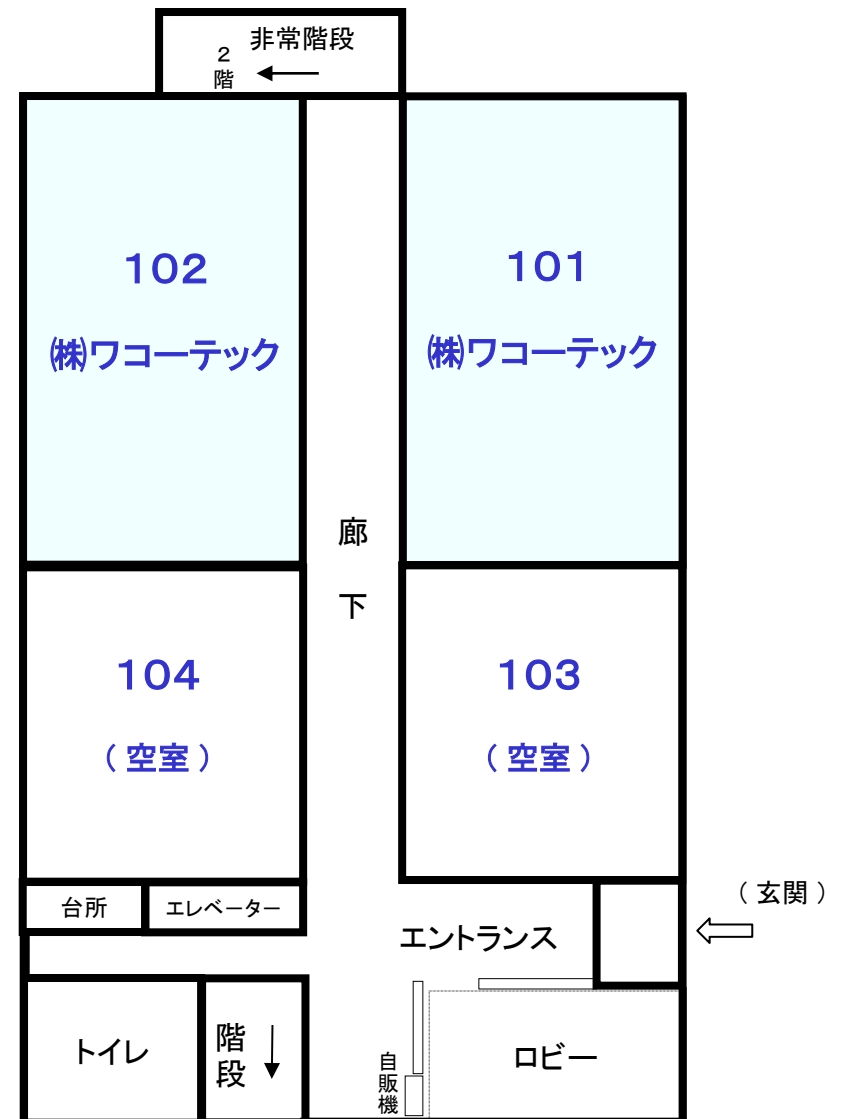 非常階段
2階
102
㈱ワコーテック
101
㈱ワコーテック
廊下
104
（空室）
103
（空室）
台所
エレベーター
エントランス
（玄関）
トイレ
階段
自販機
ロビー